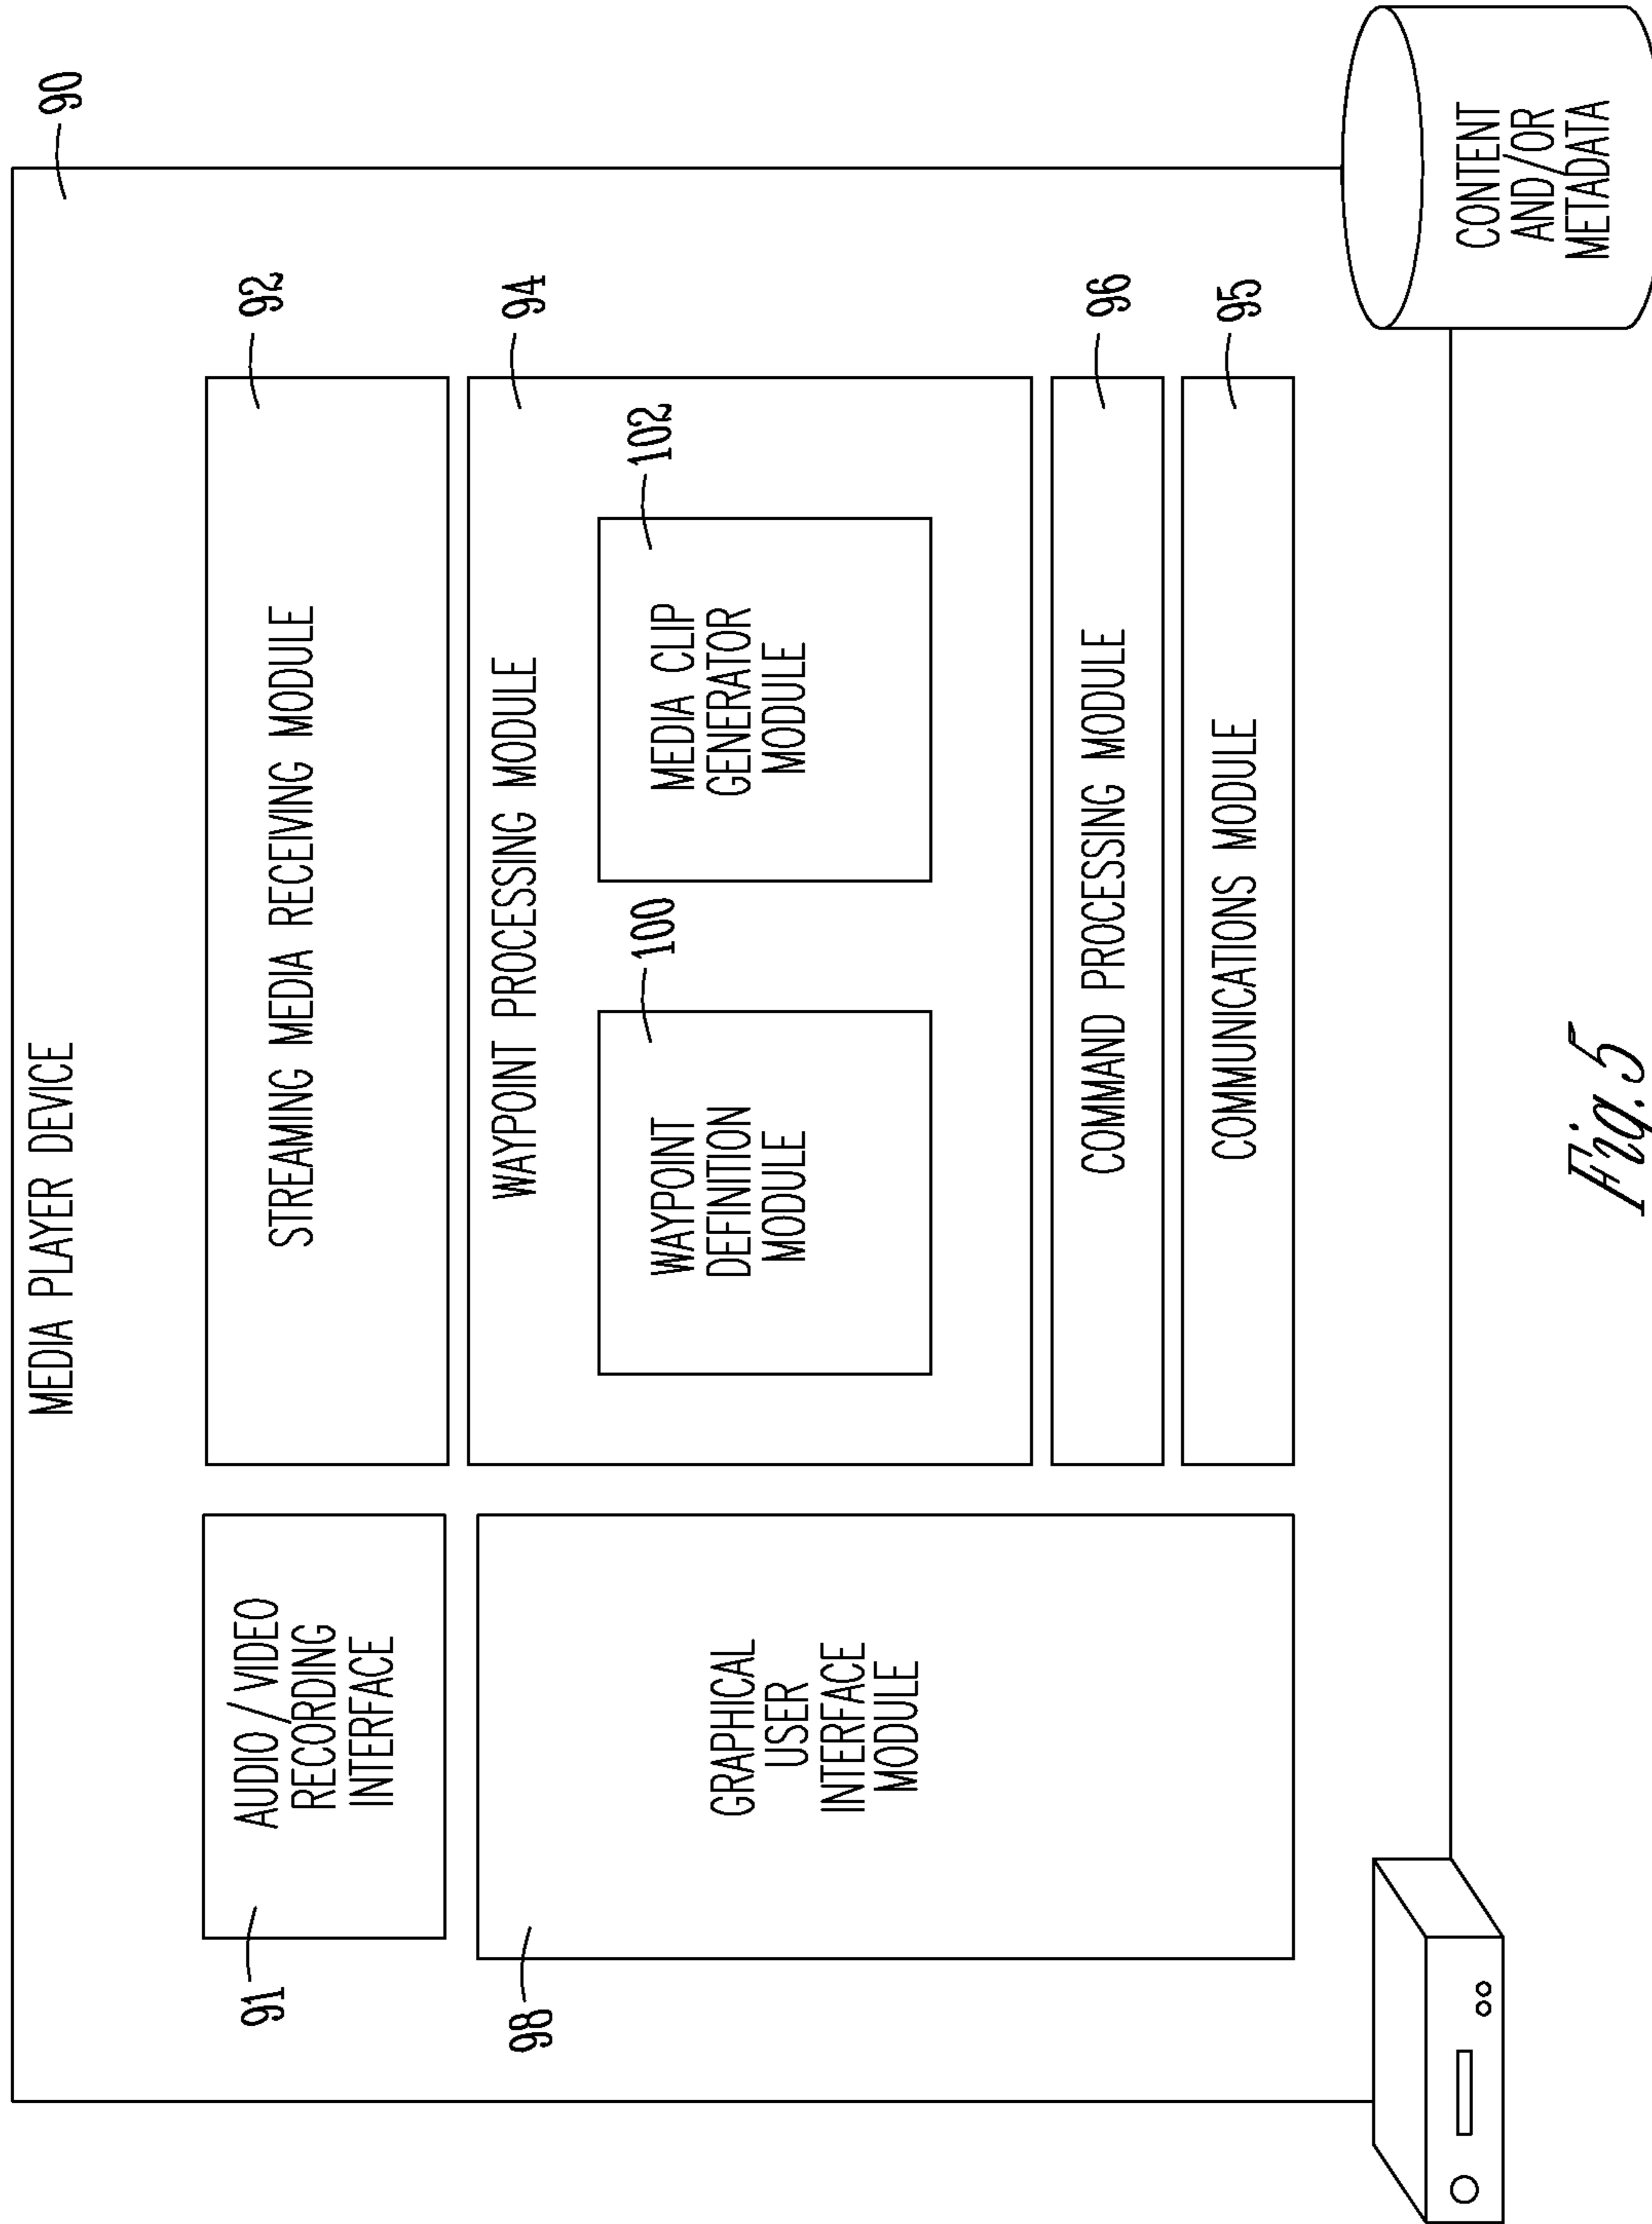 MEDIA PLAYER DEVICE
90
91
AUDIO/VIDEO
RECORDING
INTERFACE
STREAMING MEDIA RECEIVING MODULE
92
98
GRAPHICAL
USER
INTERFACE
MODULE
WAYPOINT PROCESSING MODULE
94
WAYPOINT
DEFINITION
MODULE
100
MEDIA CLIP
GENERATOR
MODULE
102
COMMAND PROCESSING MODULE
96
COMMUNICATIONS MODULE
95
CONTENT
AND/OR
METADATA
Fig. 5